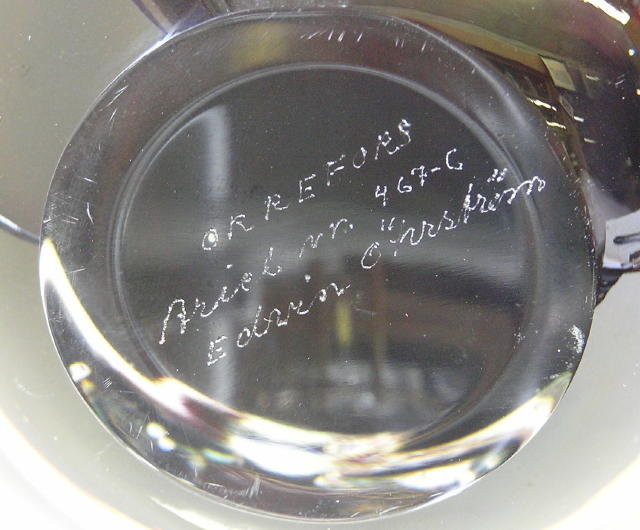 ORREFORS
Ariel nr. 467-C
Edvin Öhrström